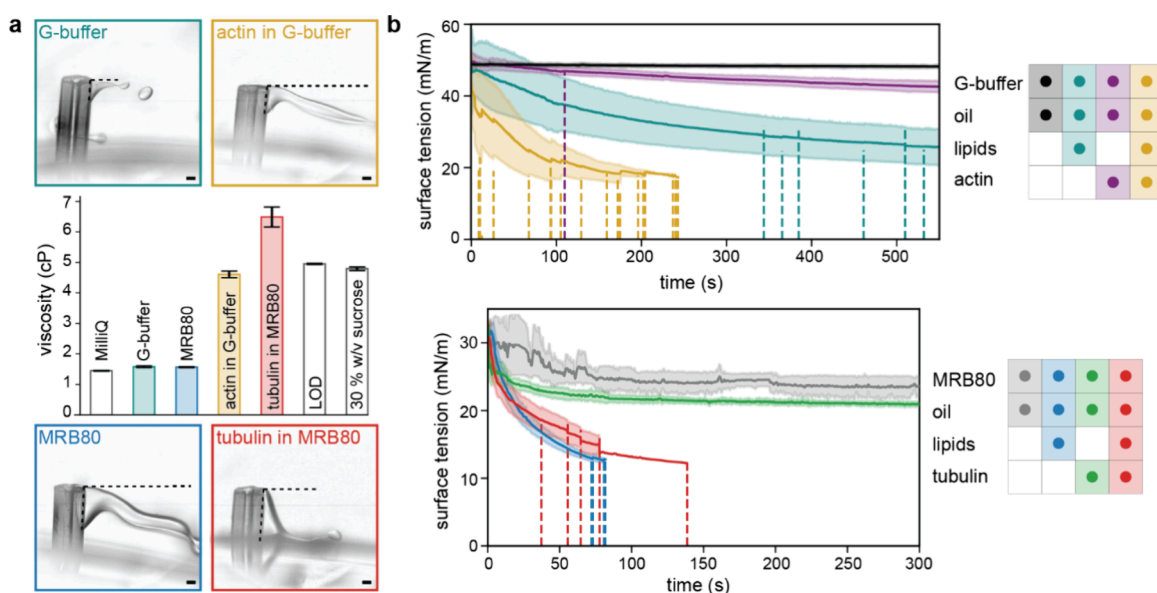 a
G-buffer
actin in G-buffer
viscosity (cP)
7
6
5
4
3
2
1
0
MilliQ
G-buffer
MRB80
actin in G-buffer
tubulin in MRB80
LOD
30 % w/v sucrose
MRB80
tubulin in MRB80
b
surface tension (mN/m)
60
40
20
0
0 100 200 300 400 500
time (s)
G-buffer
oil
lipids
actin
surface tension (mN/m)
30
20
10
0
0 50 100 150 200 250 300
time (s)
MRB80
oil
lipids
tubulin